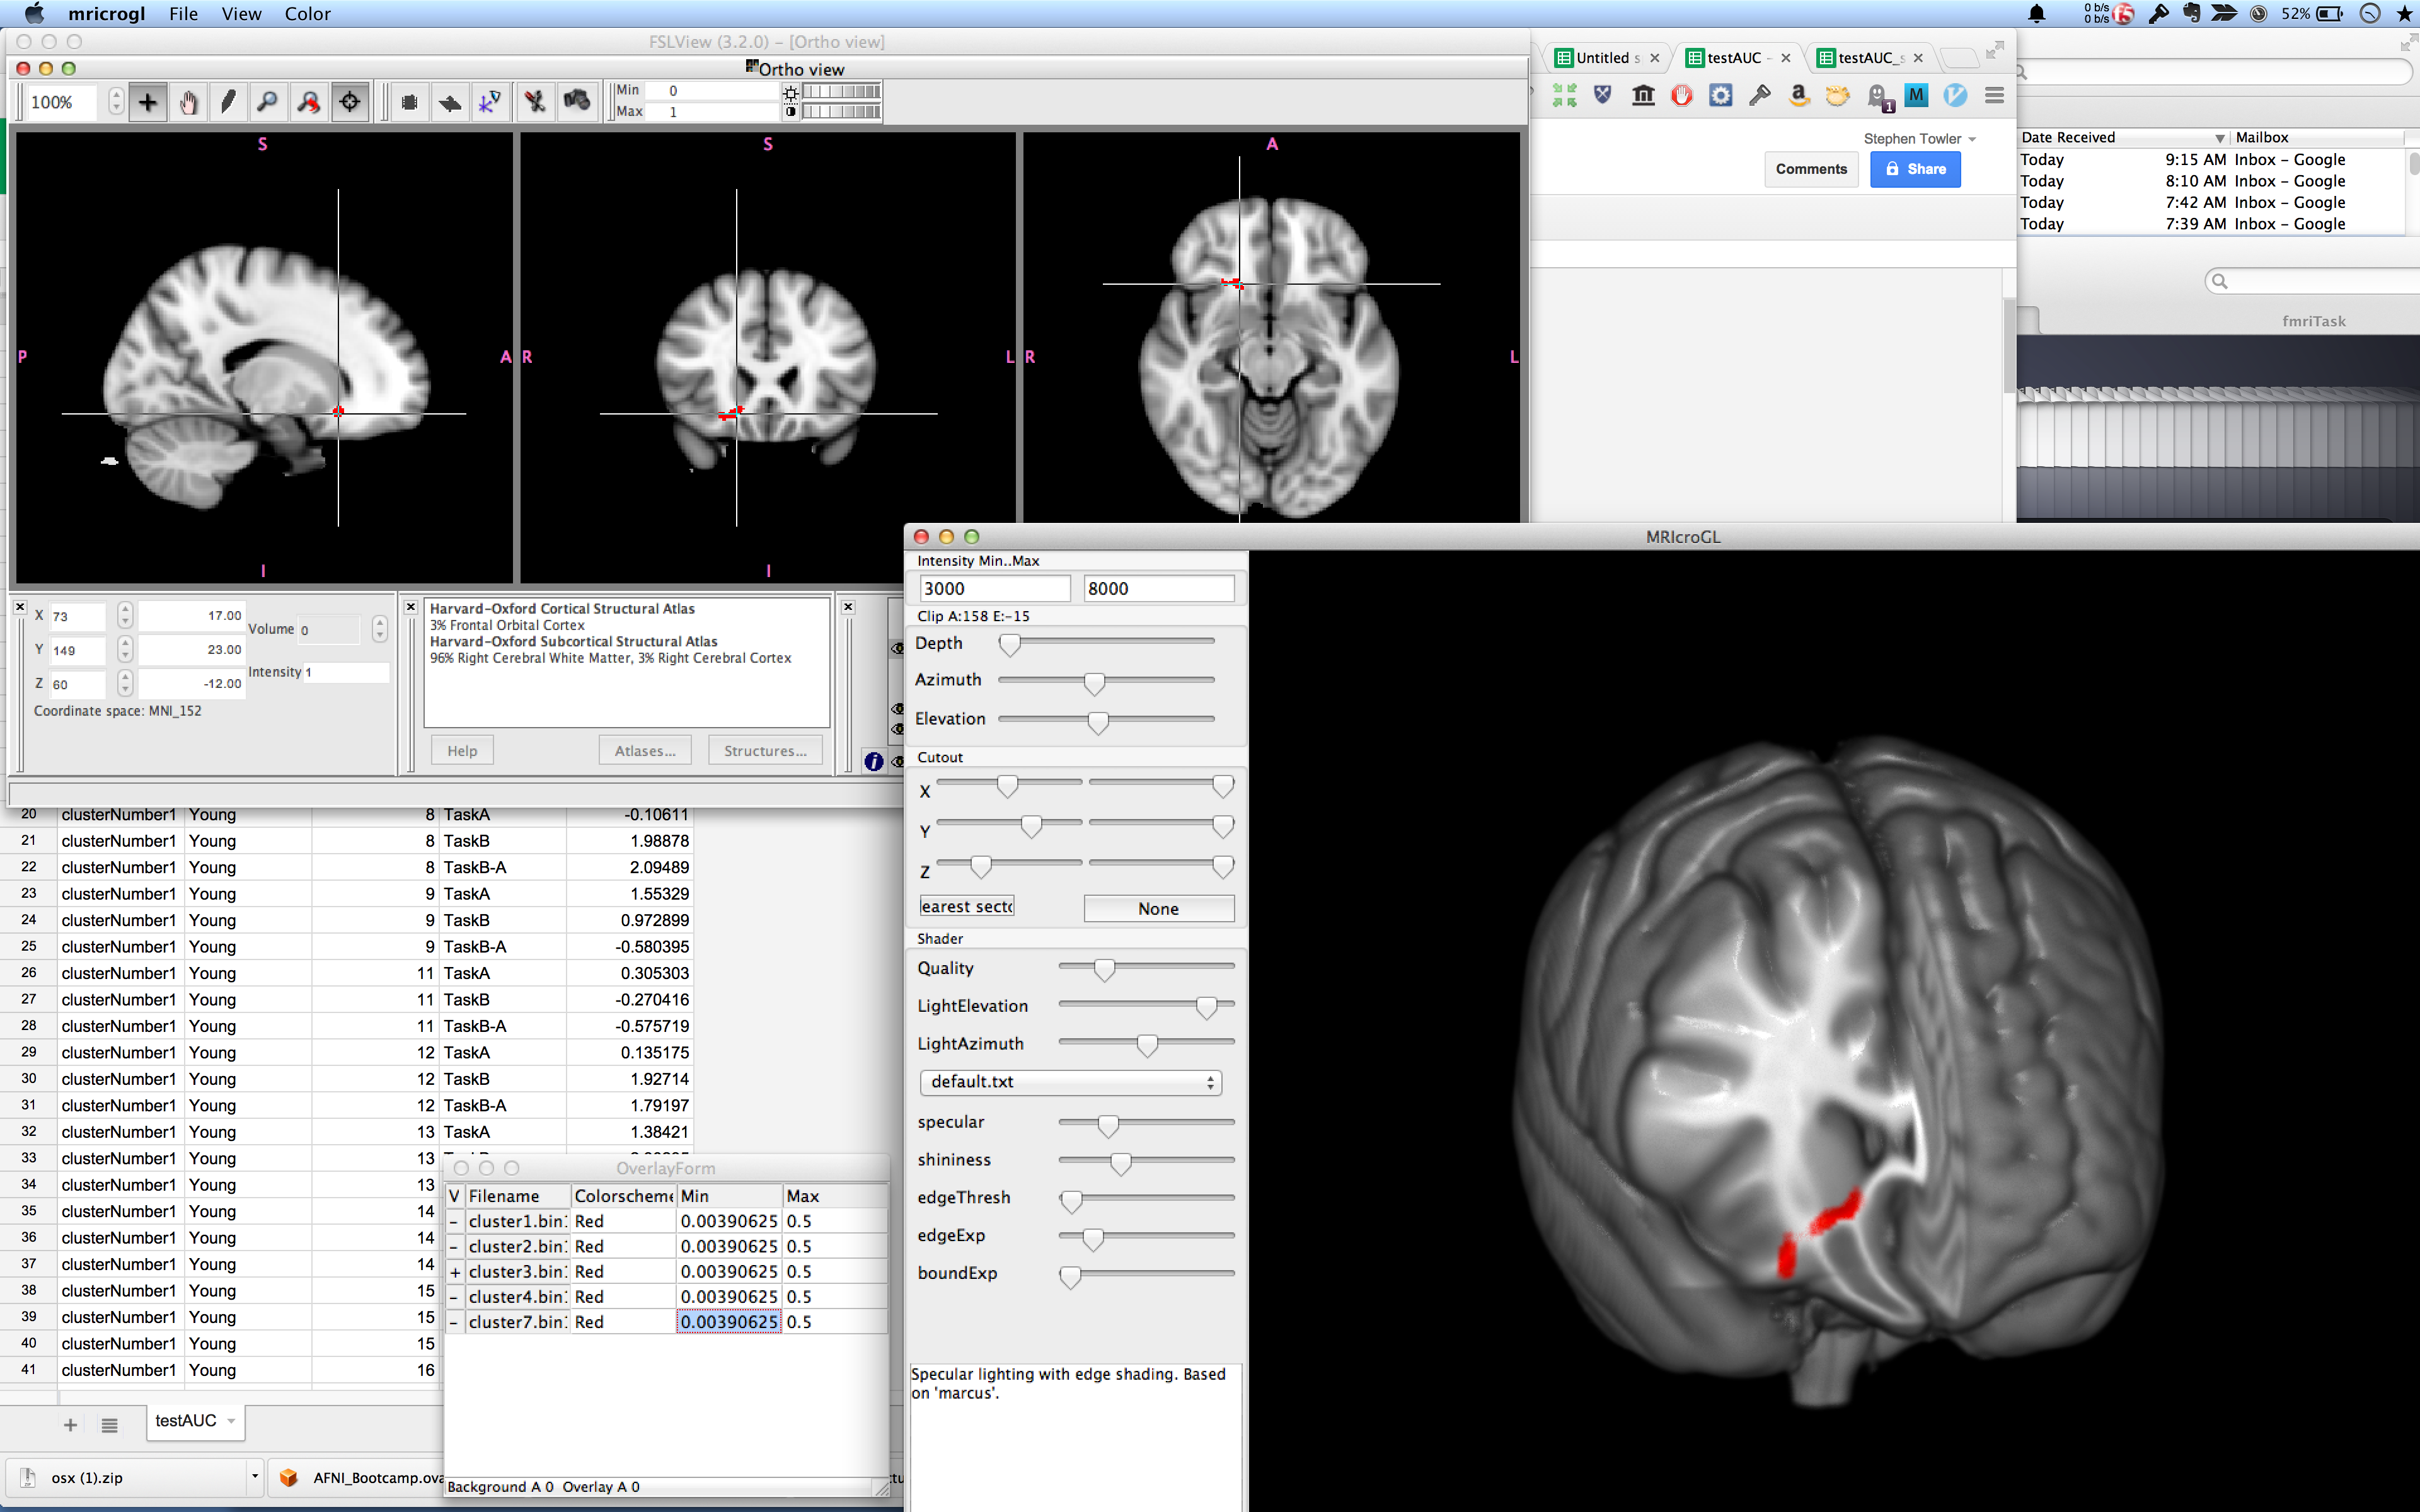 mricrogl File View Color
0 b/s
0 b/s
52%
FSLView (3.2.0) – [Ortho view]
Ortho view
100%
Min 0
Max 1
S
P
A
I
S
R
L
I
A
R
L
X 73 17.00
Y 149 23.00
Z 60 -12.00
Volume 0
Intensity 1
Coordinate space: MNI_152
Harvard-Oxford Cortical Structural Atlas
3% Frontal Orbital Cortex
Harvard-Oxford Subcortical Structural Atlas
96% Right Cerebral White Matter, 3% Right Cerebral Cortex
Help Atlases... Structures...
Untitled s
testAUC -
testAUC_s
1
M
Stephen Towler
Comments
Share
Date Received Mailbox
Today 9:15 AM Inbox – Google
Today 8:10 AM Inbox – Google
Today 7:42 AM Inbox – Google
Today 7:39 AM Inbox – Google
fmriTask
20 clusterNumber1 Young 8 TaskA -0.10611
21 clusterNumber1 Young 8 TaskB 1.98878
22 clusterNumber1 Young 8 TaskB-A 2.09489
23 clusterNumber1 Young 9 TaskA 1.55329
24 clusterNumber1 Young 9 TaskB 0.972899
25 clusterNumber1 Young 9 TaskB-A -0.580395
26 clusterNumber1 Young 11 TaskA 0.305303
27 clusterNumber1 Young 11 TaskB -0.270416
28 clusterNumber1 Young 11 TaskB-A -0.575719
29 clusterNumber1 Young 12 TaskA 0.135175
30 clusterNumber1 Young 12 TaskB 1.92714
31 clusterNumber1 Young 12 TaskB-A 1.79197
32 clusterNumber1 Young 13 TaskA 1.38421
33 clusterNumber1 Young 13
34 clusterNumber1 Young 13
35 clusterNumber1 Young 14
36 clusterNumber1 Young 14
37 clusterNumber1 Young 14
38 clusterNumber1 Young 15
39 clusterNumber1 Young 15
40 clusterNumber1 Young 15
41 clusterNumber1 Young 16
testAUC
osx (1).zip
AFNI_Bootcamp.ova
OverlayForm
V Filename Colorscheme Min Max
– cluster1.bin Red 0.00390625 0.5
– cluster2.bin Red 0.00390625 0.5
+ cluster3.bin Red 0.00390625 0.5
– cluster4.bin Red 0.00390625 0.5
– cluster7.bin Red 0.00390625 0.5
Background A 0 Overlay A 0
MRIcroGL
Intensity Min..Max
3000 8000
Clip A:158 E:-15
Depth
Azimuth
Elevation
Cutout
X
Y
Z
earest secto
None
Shader
Quality
LightElevation
LightAzimuth
default.txt
specular
shininess
edgeThresh
edgeExp
boundExp
Specular lighting with edge shading. Based
on 'marcus'.